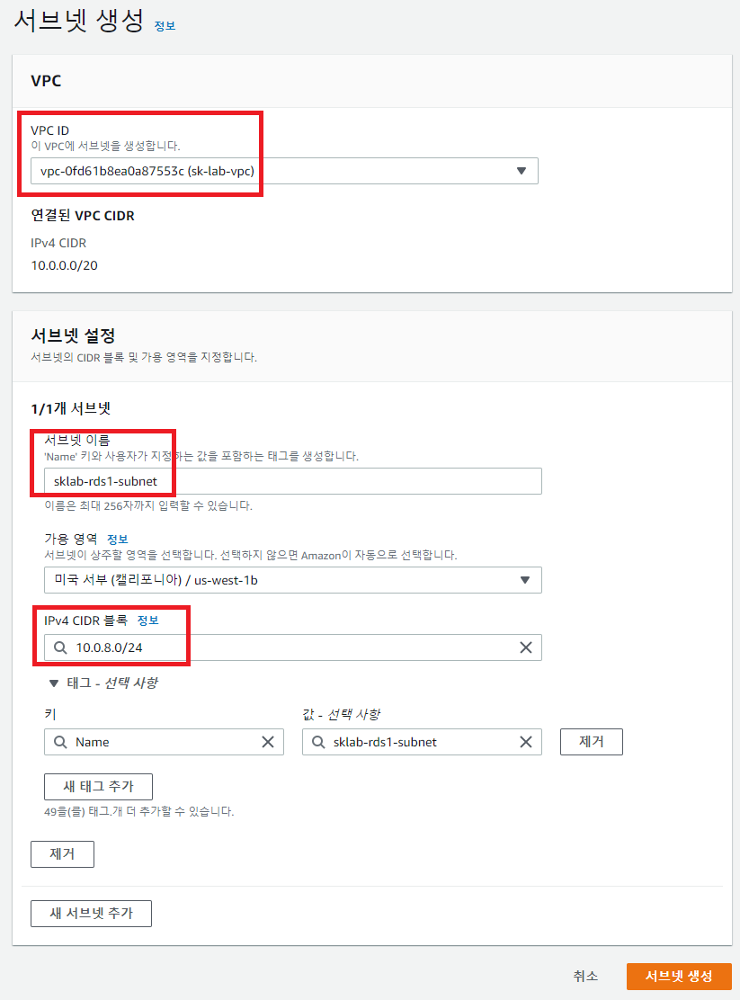 서브넷 생성 정보
VPC
VPC ID
이 VPC에 서브넷을 생성합니다.
vpc-0fd61b8ea0a87553c (sk-lab-vpc)
연결된 VPC CIDR
IPv4 CIDR
10.0.0.0/20
서브넷 설정
서브넷의 CIDR 블록 및 가용 영역을 지정합니다.
1/1개 서브넷
서브넷 이름
'Name' 키와 사용자가 지정하는 값을 포함하는 태그를 생성합니다.
sklab-rds1-subnet
이름은 최대 256자까지 입력할 수 있습니다.
가용 영역 정보
서브넷이 상주할 영역을 선택합니다. 선택하지 않으면 Amazon이 자동으로 선택합니다.
미국 서부 (캘리포니아) / us-west-1b
IPv4 CIDR 블록 정보
10.0.8.0/24
태그 - 선택 사항
키 값 - 선택 사항
Name sklab-rds1-subnet 제거
새 태그 추가
49을(를) 태그.개 더 추가할 수 있습니다.
제거
새 서브넷 추가
취소 서브넷 생성